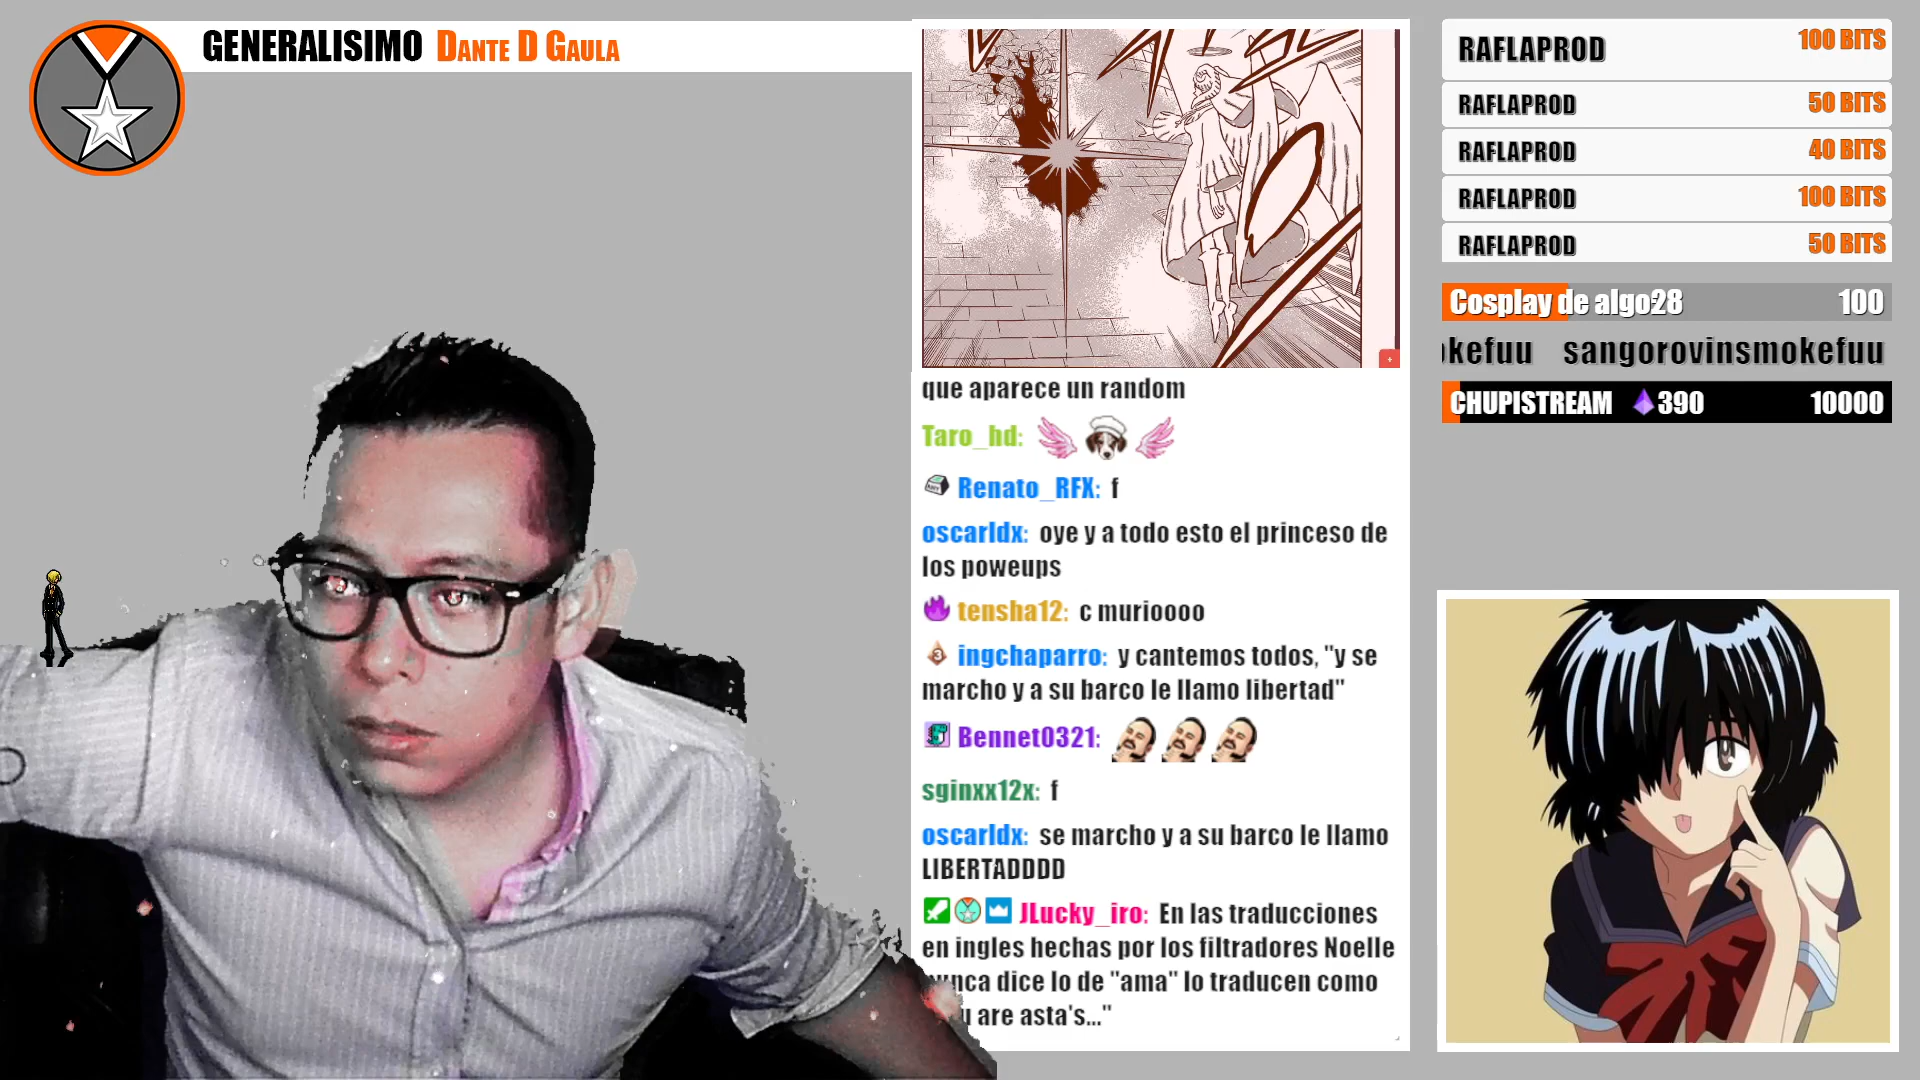 GENERALISIMO DANTE D GAULA
que aparece un random
Taro_hd:
Renato_RFX: f
oscarldx: oye y a todo esto el princeso de
los poweups
tensha12: c murioooo
ingchaparro: y cantemos todos, "y se
marcho y a su barco le llamo libertad"
Bennet0321:
sginxx12x: f
oscarldx: se marcho y a su barco le llamo
LIBERTADDDD
JLucky_iro: En las traducciones
en ingles hechas por los filtradores Noelle
dice lo de "ama" lo traducen como
are asta's..."
RAFLAPROD 100 BITS
RAFLAPROD 50 BITS
RAFLAPROD 40 BITS
RAFLAPROD 100 BITS
RAFLAPROD 50 BITS
Cosplay de algo28 100
okefuu sangorovinsmokefuu
CHUPISTREAM 390 10000